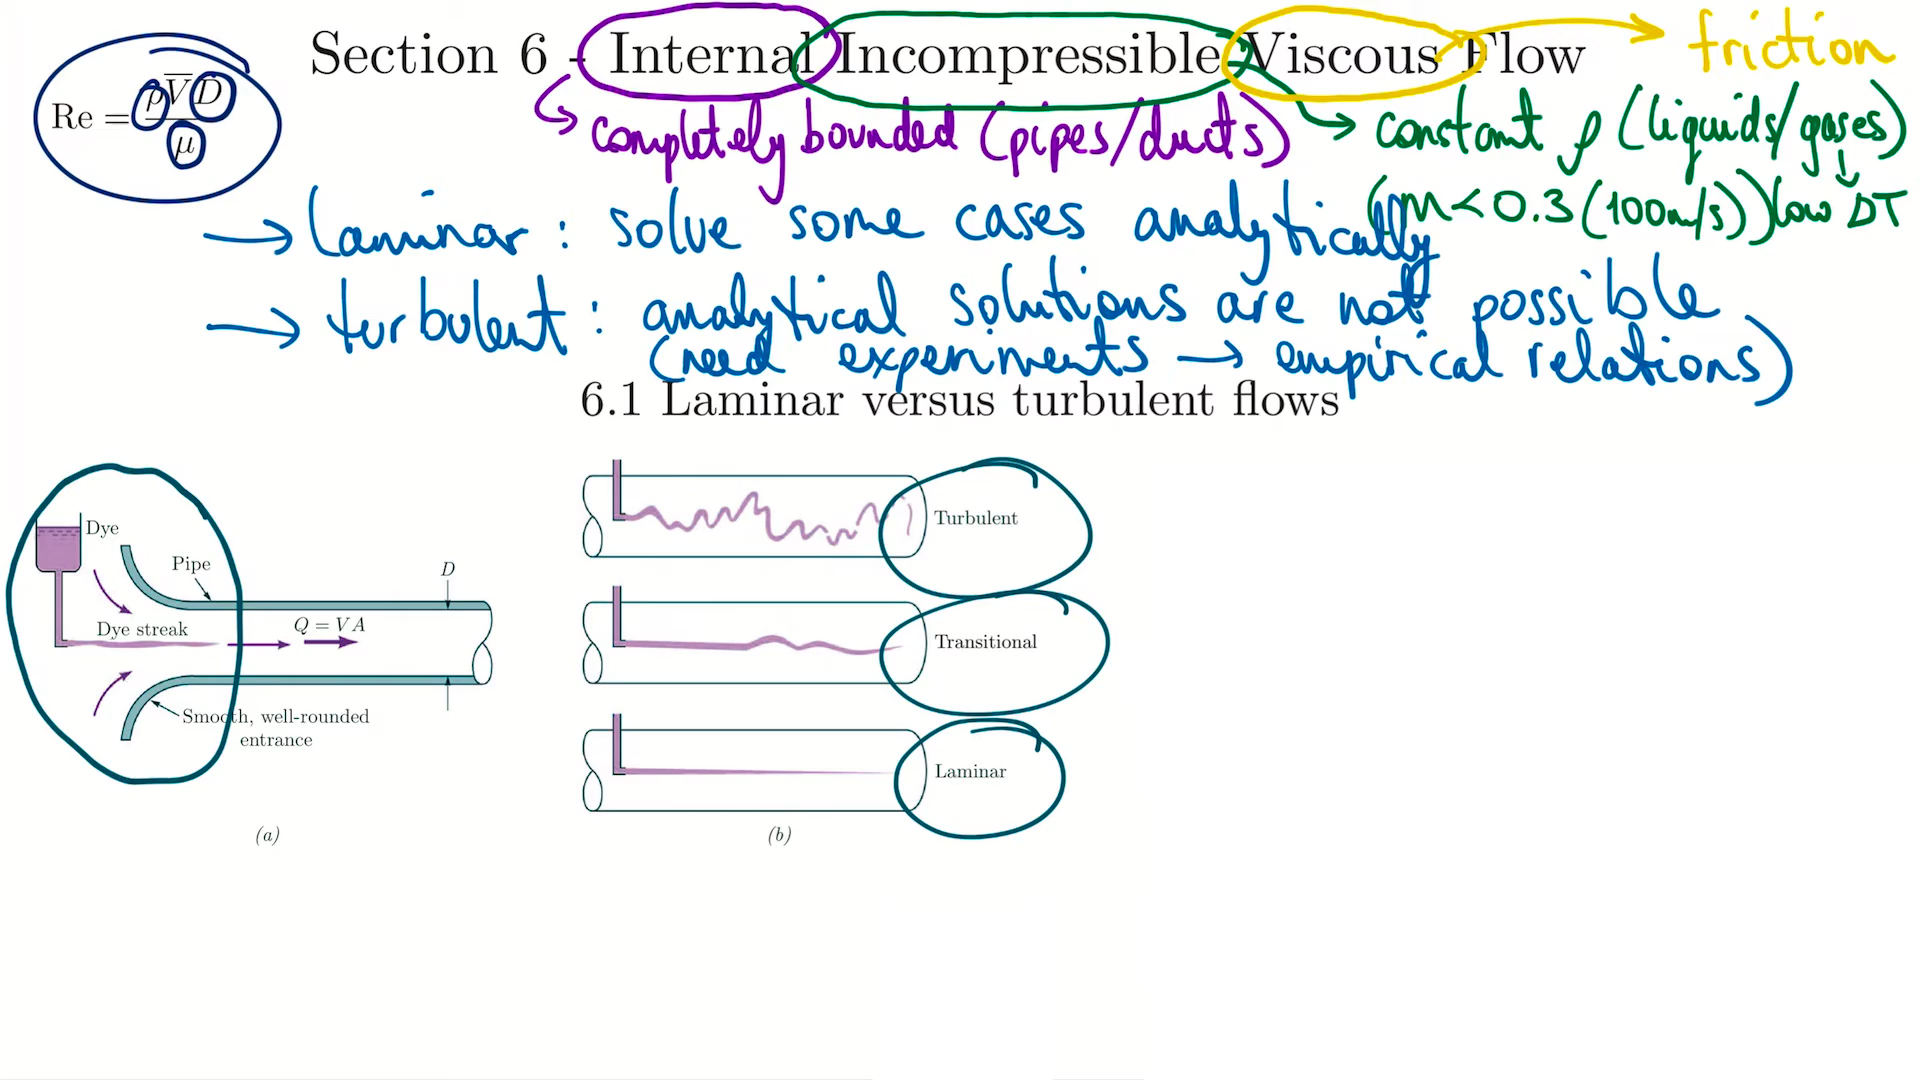 Section 6 - Internal Incompressible Viscous Flow
friction
Re = ρV̅D / μ
completely bounded (pipes/ducts)
constant ρ (liquids/gases)
(M < 0.3 (100m/s)) low ΔT
→ Laminar : solve some cases analytically
→ turbulent : analytical solutions are not possible
(need experiments → empirical relations)
6.1 Laminar versus turbulent flows
Dye
Pipe
D
Dye streak
Q = VA
Smooth, well-rounded
entrance
(a)
Turbulent
Transitional
Laminar
(b)